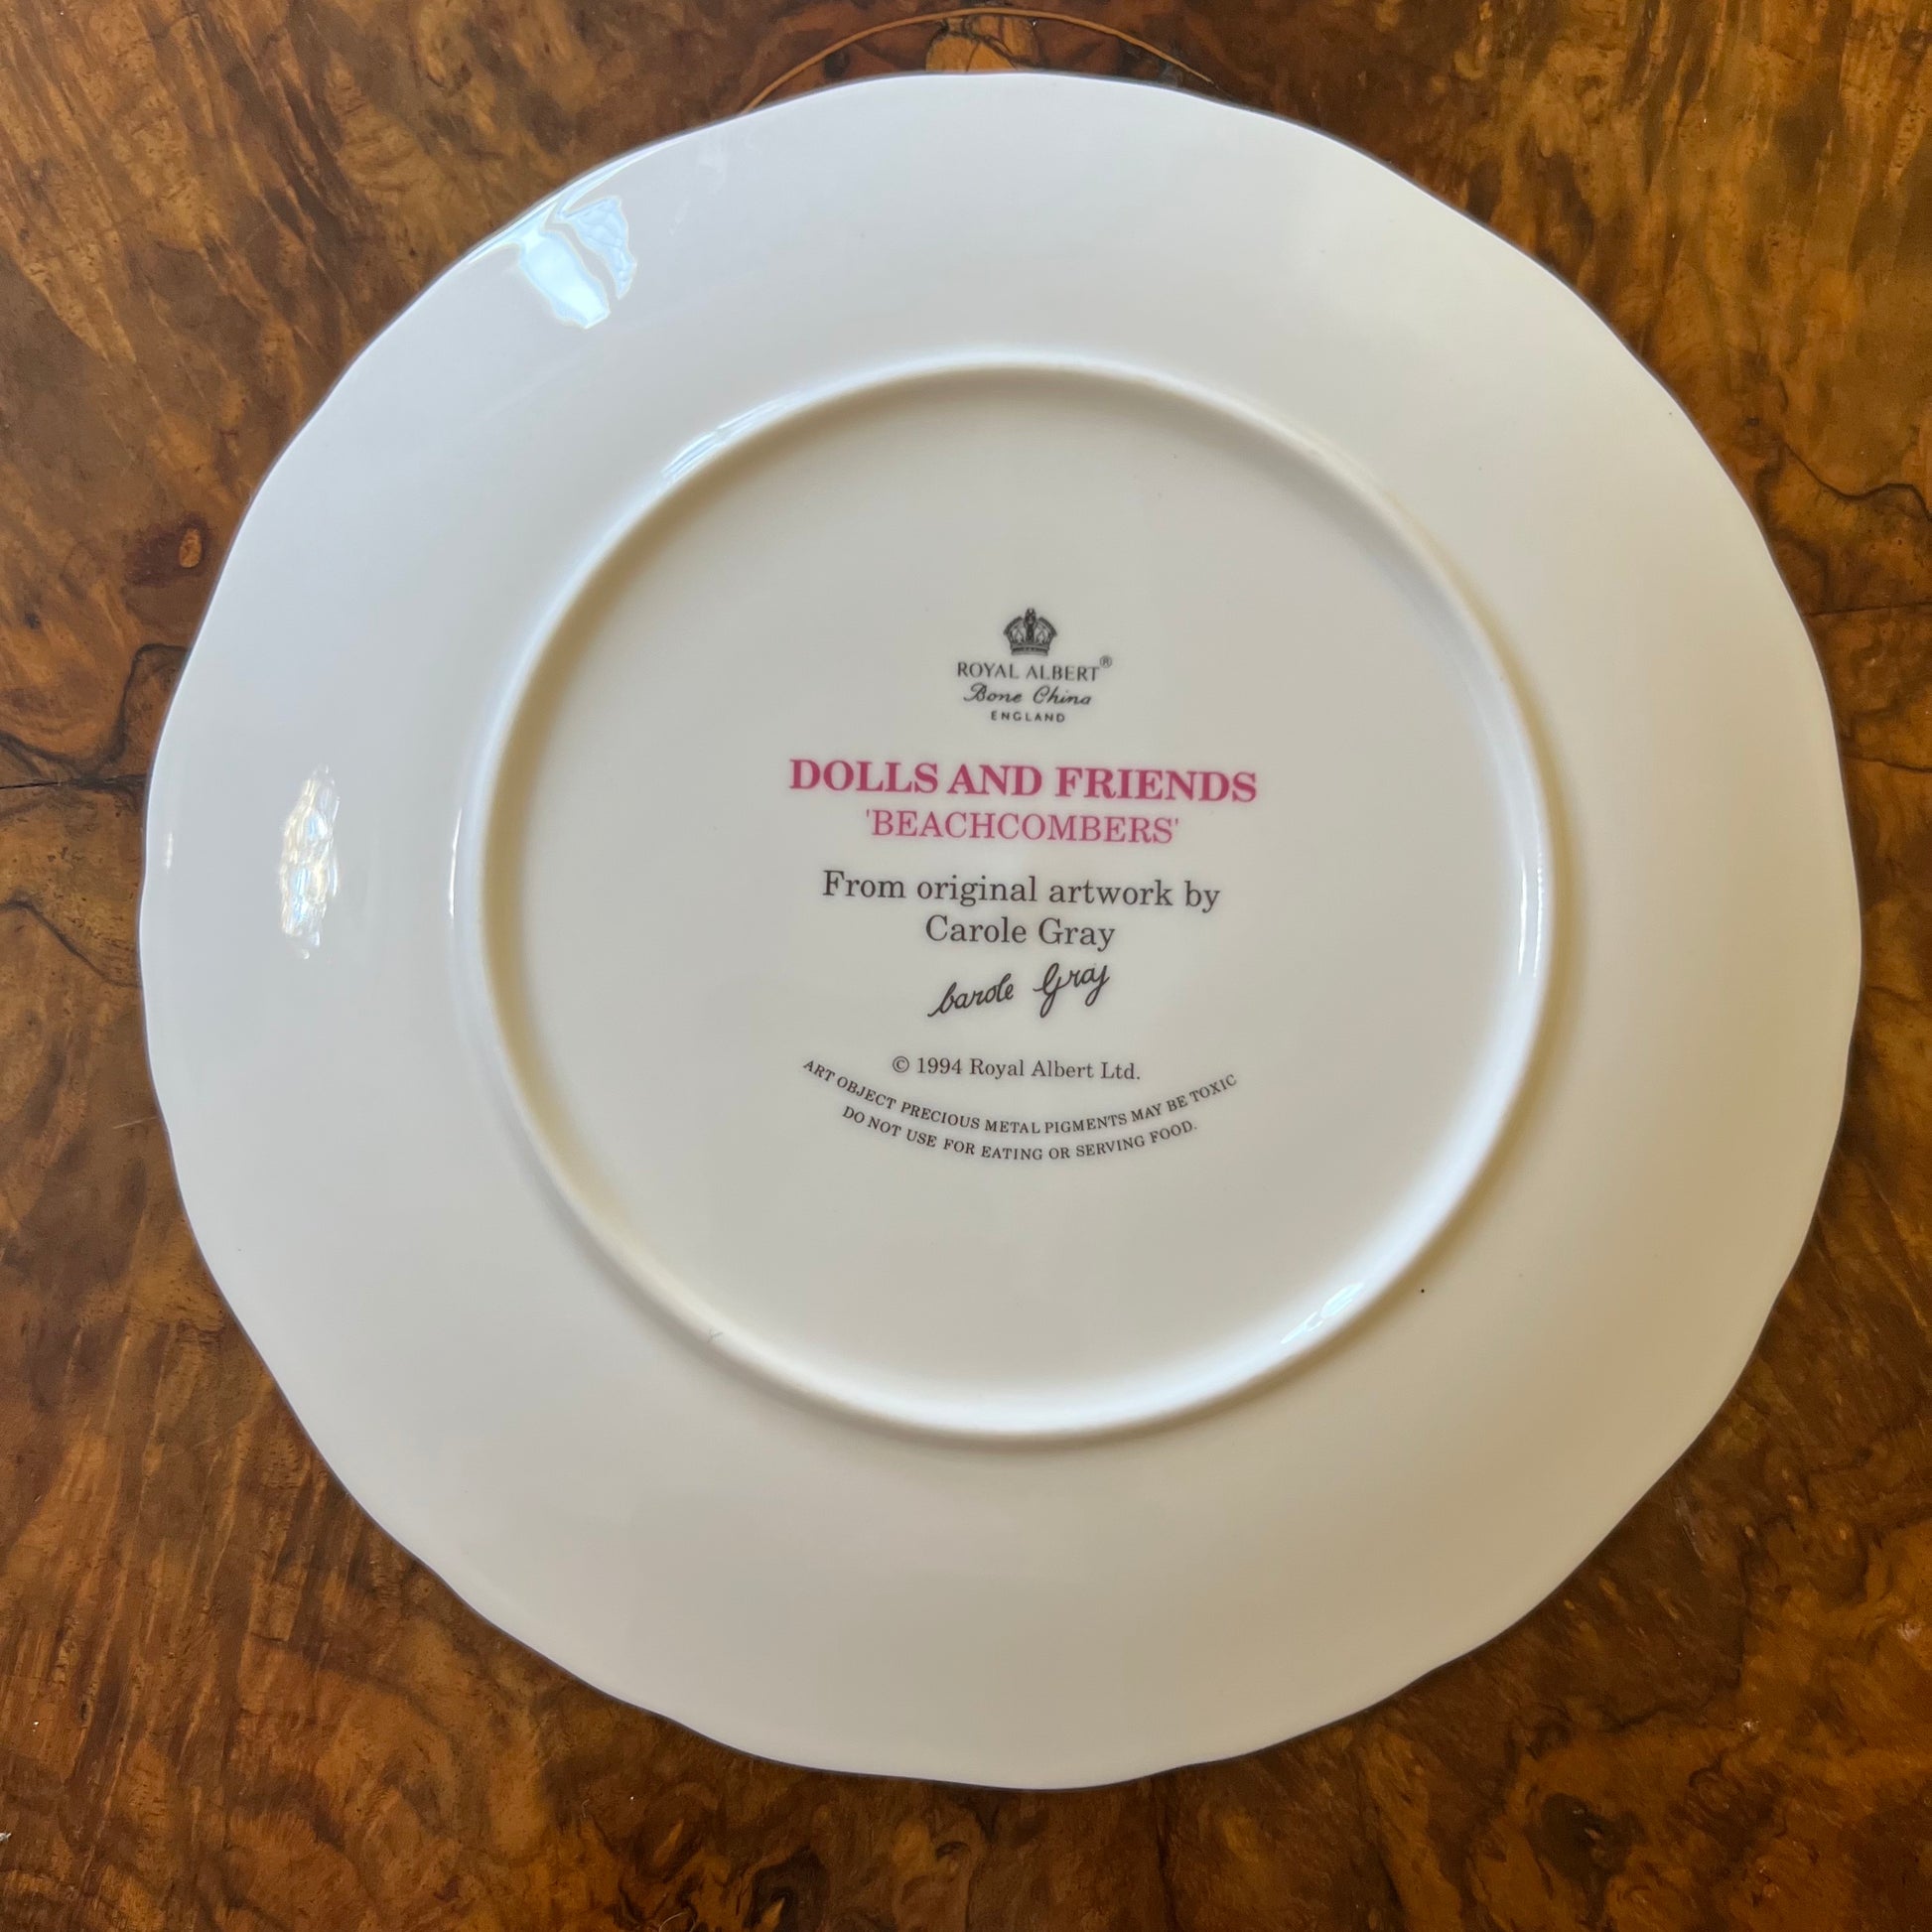 ROYAL ALBERT®
Bone China
ENGLAND
DOLLS AND FRIENDS
'BEACHCOMBERS'
From original artwork by
Carole Gray
Carole Gray
© 1994 Royal Albert Ltd.
ART OBJECT PRECIOUS METAL PIGMENTS MAY BE TOXIC
DO NOT USE FOR EATING OR SERVING FOOD.